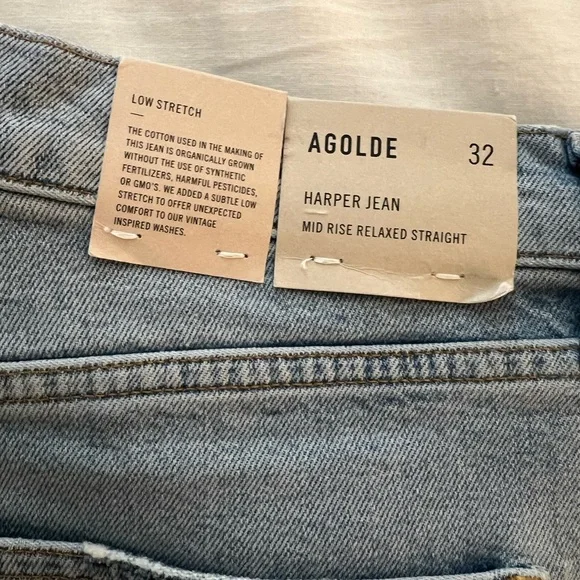 LOW STRETCH
THE COTTON USED IN THE MAKING OF
THIS JEAN IS ORGANICALLY GROWN
WITHOUT THE USE OF SYNTHETIC
FERTILIZERS, HARMFUL PESTICIDES,
OR GMO'S. WE ADDED A SUBTLE LOW
STRETCH TO OFFER UNEXPECTED
COMFORT TO OUR VINTAGE
INSPIRED WASHES.
AGOLDE 32
HARPER JEAN
MID RISE RELAXED STRAIGHT